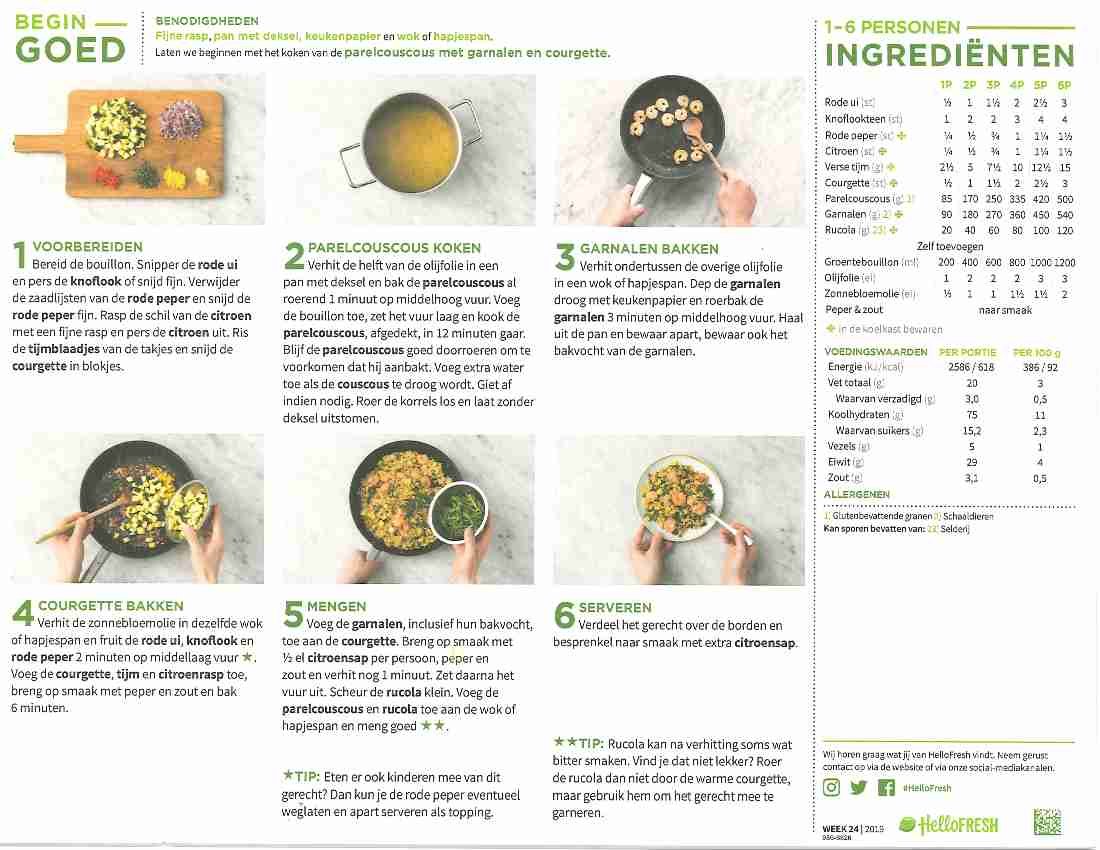 BEGIN
GOED
BENODIGDHEDEN
Fijne rasp, pan met deksel, keukenpapier en wok of hapjespan.
Laten we beginnen met het koken van de parelcouscous met garnalen en courgette.
1 VOORBEREIDEN
Bereid de bouillon. Snipper de rode ui
en pers de knoflook of snijd fijn. Verwijder
de zaadlijsten van de rode peper en snijd de
rode peper fijn. Rasp de schil van de citroen
met een fijne rasp en pers de citroen uit. Ris
de tijmblaadjes van de takjes en snijd de
courgette in blokjes.
2 PARELCOUSCOUS KOKEN
Verhit de helft van de olijfolie in een
pan met deksel en bak de parelcouscous al
roerend 1 minuut op middelhoog vuur. Voeg
de bouillon toe, zet het vuur laag en kook de
parelcouscous, afgedekt, in 12 minuten gaar.
Blijf de parelcouscous goed doorroeren om te
voorkomen dat hij aanbakt. Voeg extra water
toe als de couscous te droog wordt. Giet af
indien nodig. Roer de korrels los en laat zonder
deksel uitstomen.
3 GARNALEN BAKKEN
Verhit ondertussen de overige olijfolie
in een wok of hapjespan. Dep de garnalen
droog met keukenpapier en roerbak de
garnalen 3 minuten op middelhoog vuur. Haal
uit de pan en bewaar apart, bewaar ook het
bakvocht van de garnalen.
4 COURGETTE BAKKEN
Verhit de zonnebloemolie in dezelfde wok
of hapjespan en fruit de rode ui, knoflook en
rode peper 2 minuten op middellaag vuur ★.
Voeg de courgette, tijm en citroenrasp toe,
breng op smaak met peper en zout en bak
6 minuten.
5 MENGEN
Voeg de garnalen, inclusief hun bakvocht,
toe aan de courgette. Breng op smaak met
½ el citroensap per persoon, peper en
zout en verhit nog 1 minuut. Zet daarna het
vuur uit. Scheur de rucola klein. Voeg de
parelcouscous en rucola toe aan de wok of
hapjespan en meng goed ★★.
★TIP: Eten er ook kinderen mee van dit
gerecht? Dan kun je de rode peper eventueel
weglaten en apart serveren als topping.
6 SERVEREN
Verdeel het gerecht over de borden en
besprenkel naar smaak met extra citroensap.
★★TIP: Rucola kan na verhitting soms wat
bitter smaken. Vind je dat niet lekker? Roer
de rucola dan niet door de warme courgette,
maar gebruik hem om het gerecht mee te
garneren.
1-6 PERSONEN
INGREDIËNTEN
1P 2P 3P 4P 5P 6P
Rode ui (st) ½ 1 1½ 2 2½ 3
Knoflookteen (st) 1 2 2 3 4 4
Rode peper (st) ✤ ¼ ½ ¾ 1 1¼ 1½
Citroen (st) ✤ ¼ ½ ¾ 1 1¼ 1½
Verse tijm (g) ✤ 2½ 5 7½ 10 12½ 15
Courgette (st) ✤ ½ 1 1½ 2 2½ 3
Parelcouscous (g) 1) 85 170 250 335 420 500
Garnalen (g) 2) ✤ 90 180 270 360 450 540
Rucola (g) 23) ✤ 20 40 60 80 100 120
Zelf toevoegen
Groentebouillon (ml) 200 400 600 800 1000 1200
Olijfolie (el) 1 2 2 2 3 3
Zonnebloemolie (el) ½ 1 1 1½ 1½ 2
Peper & zout naar smaak
✤ in de koelkast bewaren
VOEDINGSWAARDEN PER PORTIE PER 100 g
Energie (kJ/kcal) 2586 / 618 386 / 92
Vet totaal (g) 20 3
Waarvan verzadigd (g) 3,0 0,5
Koolhydraten (g) 75 11
Waarvan suikers (g) 15,2 2,3
Vezels (g) 5 1
Eiwit (g) 29 4
Zout (g) 3,1 0,5
ALLERGENEN
1) Glutenbevattende granen 2) Schaaldieren
Kan sporen bevatten van: 23) Selderij
Wij horen graag wat jij van HelloFresh vindt. Neem gerust
contact op via de website of via onze social-mediakanalen.
#HelloFresh
WEEK 24 | 2019
HelloFRESH